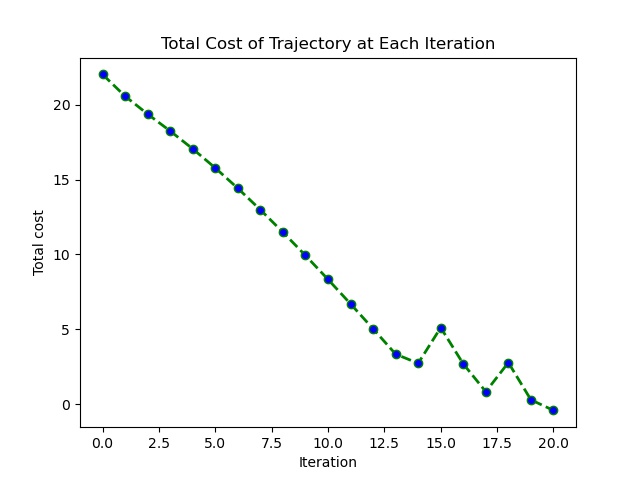 Total Cost of Trajectory at Each Iteration
20
15
10
5
0
Total cost
0.0 2.5 5.0 7.5 10.0 12.5 15.0 17.5 20.0
Iteration